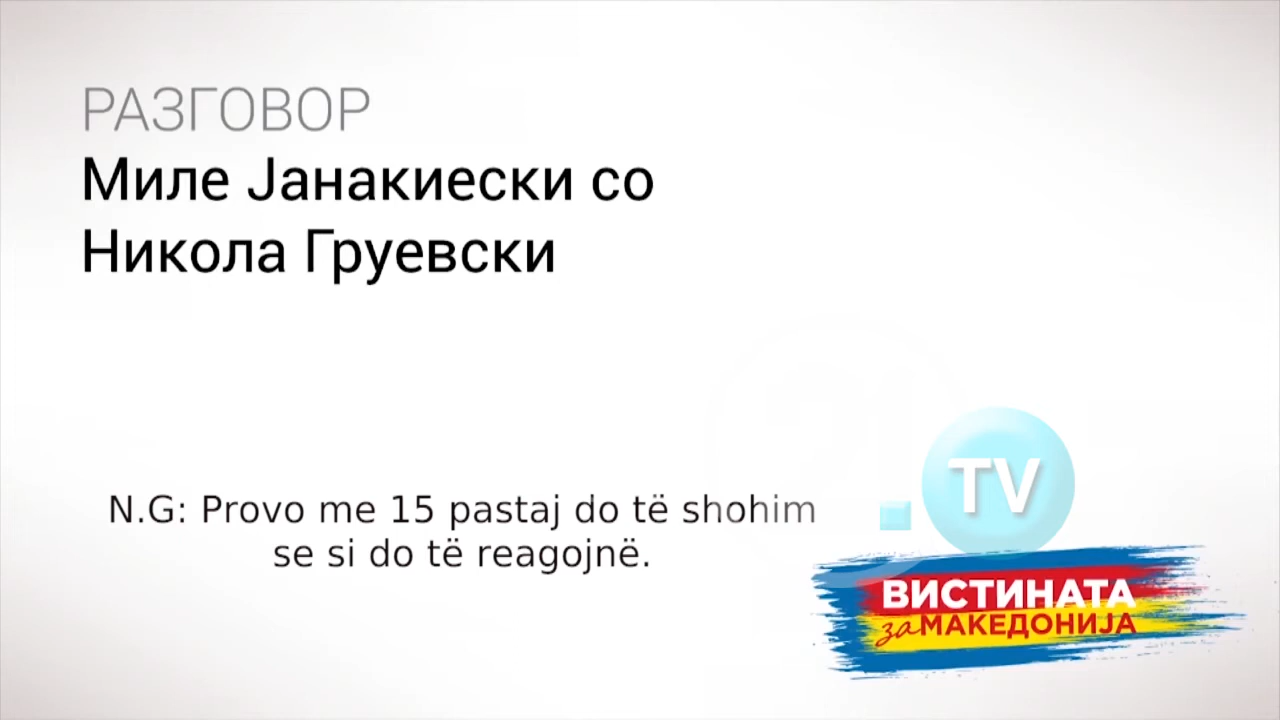 РАЗГОВОР
Миле Јанакиески со
Никола Груевски
N.G: Provo me 15 pastaj do të shohim
se si do të reagojnë.
TV
ВИСТИНАТА
за МАКЕДОНИЈА